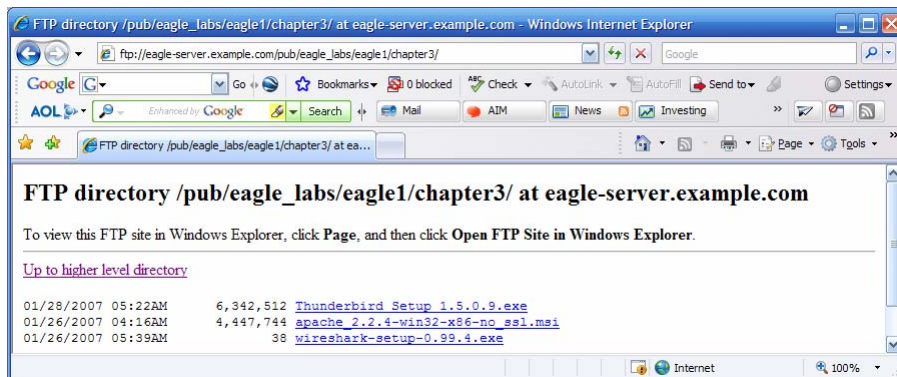 FTP directory /pub/eagle_labs/eagle1/chapter3/ at eagle-server.example.com - Windows Internet Explorer
ftp://eagle-server.example.com/pub/eagle_labs/eagle1/chapter3/
Google
Google G Go Bookmarks 0 blocked ABC Check AutoLink AutoFill Send to Settings
AOL Enhanced by Google Search Mail AIM News Investing »
FTP directory /pub/eagle_labs/eagle1/chapter3/ at ea... Page Tools »
FTP directory /pub/eagle_labs/eagle1/chapter3/ at eagle-server.example.com
To view this FTP site in Windows Explorer, click Page, and then click Open FTP Site in Windows Explorer.
Up to higher level directory
01/28/2007 05:22AM 6,342,512 Thunderbird Setup 1.5.0.9.exe
01/26/2007 04:16AM 4,447,744 apache_2.2.4-win32-x86-no_ssl.msi
01/26/2007 05:39AM 38 wireshark-setup-0.99.4.exe
Internet 100%